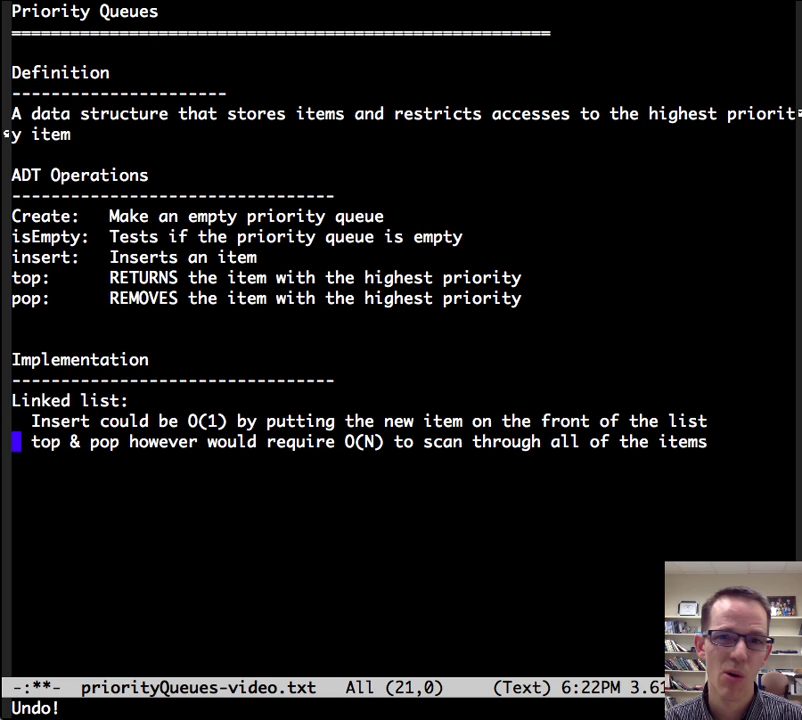 Priority Queues
=======================================================

Definition
----------------------
A data structure that stores items and restricts accesses to the highest priorit
y item

ADT Operations
---------------------------------
Create:   Make an empty priority queue
isEmpty:  Tests if the priority queue is empty
insert:   Inserts an item
top:      RETURNS the item with the highest priority
pop:      REMOVES the item with the highest priority

Implementation
---------------------------------
Linked list:
  Insert could be O(1) by putting the new item on the front of the list
  top & pop however would require O(N) to scan through all of the items
-:**-  priorityQueues-video.txt   All (21,0)     (Text) 6:22PM 3.61
Undo!